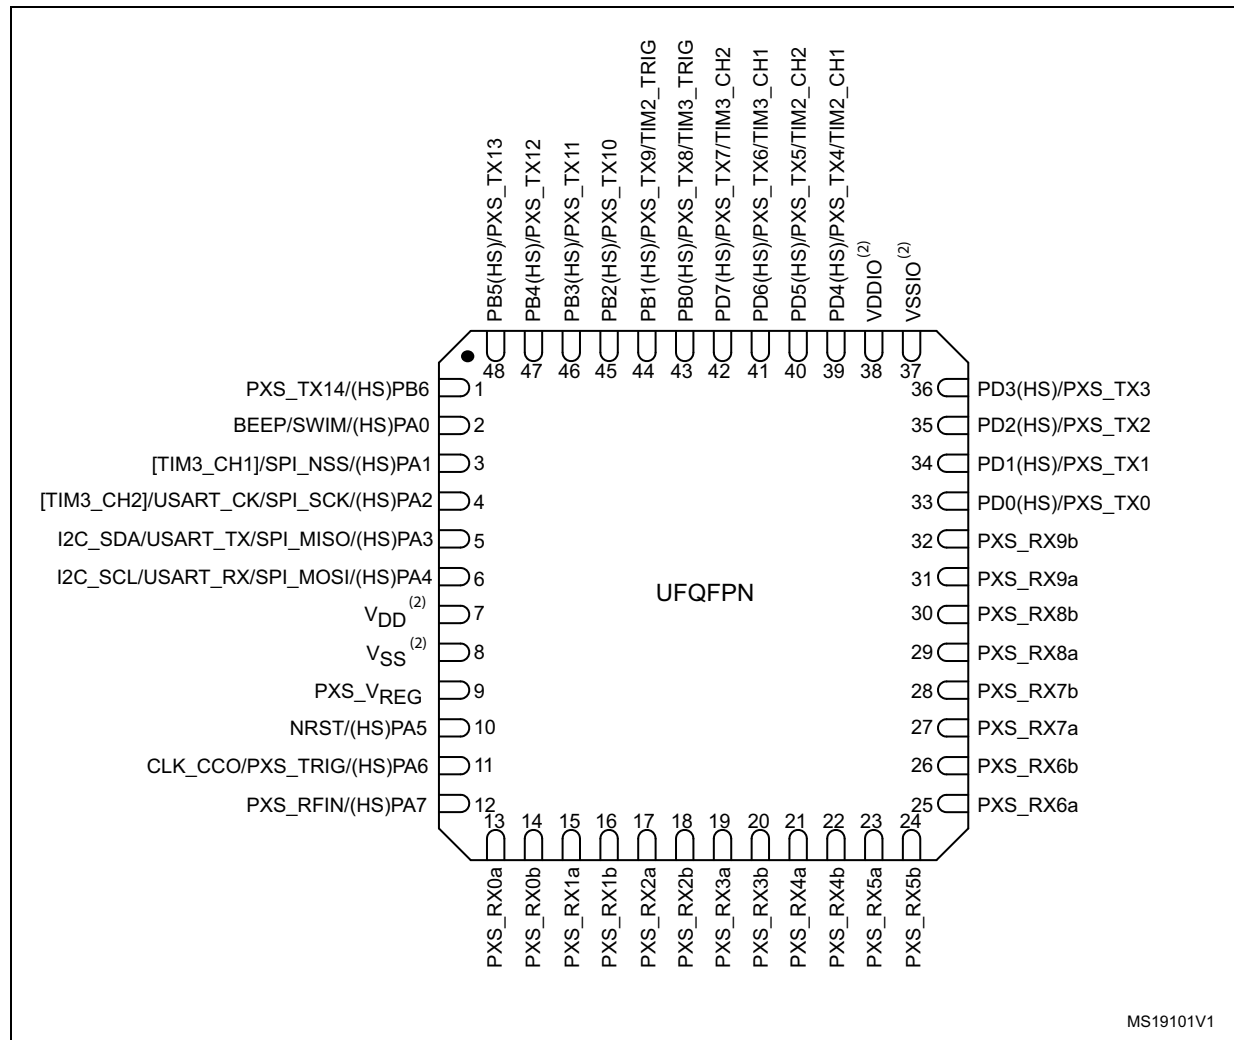 PB5(HS)/PXS_TX13
PB4(HS)/PXS_TX12
PB3(HS)/PXS_TX11
PB2(HS)/PXS_TX10
PB1(HS)/PXS_TX9/TIM2_TRIG
PB0(HS)/PXS_TX8/TIM3_TRIG
PD7(HS)/PXS_TX7/TIM3_CH2
PD6(HS)/PXS_TX6/TIM3_CH1
PD5(HS)/PXS_TX5/TIM2_CH2
PD4(HS)/PXS_TX4/TIM2_CH1
VDDIO(2)
VSSIO(2)
48 47 46 45 44 43 42 41 40 39 38 37
PXS_TX14/(HS)PB6 1
BEEP/SWIM/(HS)PA0 2
[TIM3_CH1]/SPI_NSS/(HS)PA1 3
[TIM3_CH2]/USART_CK/SPI_SCK/(HS)PA2 4
I2C_SDA/USART_TX/SPI_MISO/(HS)PA3 5
I2C_SCL/USART_RX/SPI_MOSI/(HS)PA4 6
VDD(2) 7
VSS(2) 8
PXS_VREG 9
NRST/(HS)PA5 10
CLK_CCO/PXS_TRIG/(HS)PA6 11
PXS_RFIN/(HS)PA7 12
UFQFPN
36 PD3(HS)/PXS_TX3
35 PD2(HS)/PXS_TX2
34 PD1(HS)/PXS_TX1
33 PD0(HS)/PXS_TX0
32 PXS_RX9b
31 PXS_RX9a
30 PXS_RX8b
29 PXS_RX8a
28 PXS_RX7b
27 PXS_RX7a
26 PXS_RX6b
25 PXS_RX6a
13 14 15 16 17 18 19 20 21 22 23 24
PXS_RX0a
PXS_RX0b
PXS_RX1a
PXS_RX1b
PXS_RX2a
PXS_RX2b
PXS_RX3a
PXS_RX3b
PXS_RX4a
PXS_RX4b
PXS_RX5a
PXS_RX5b
MS19101V1